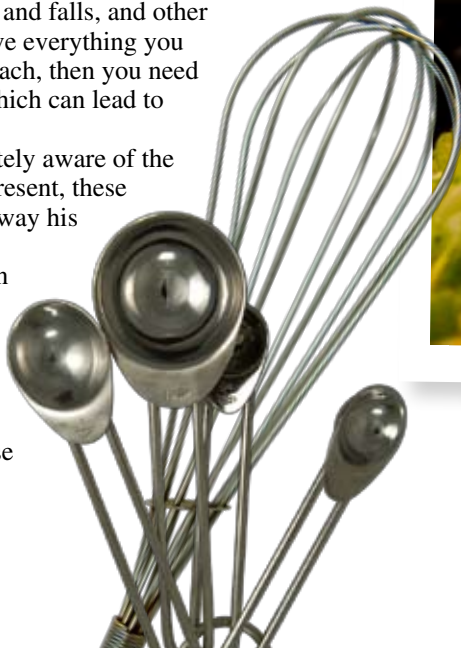 and falls, and other
ve everything you
ach, then you need
hich can lead to
tely aware of the
resent, these
way his
n
se